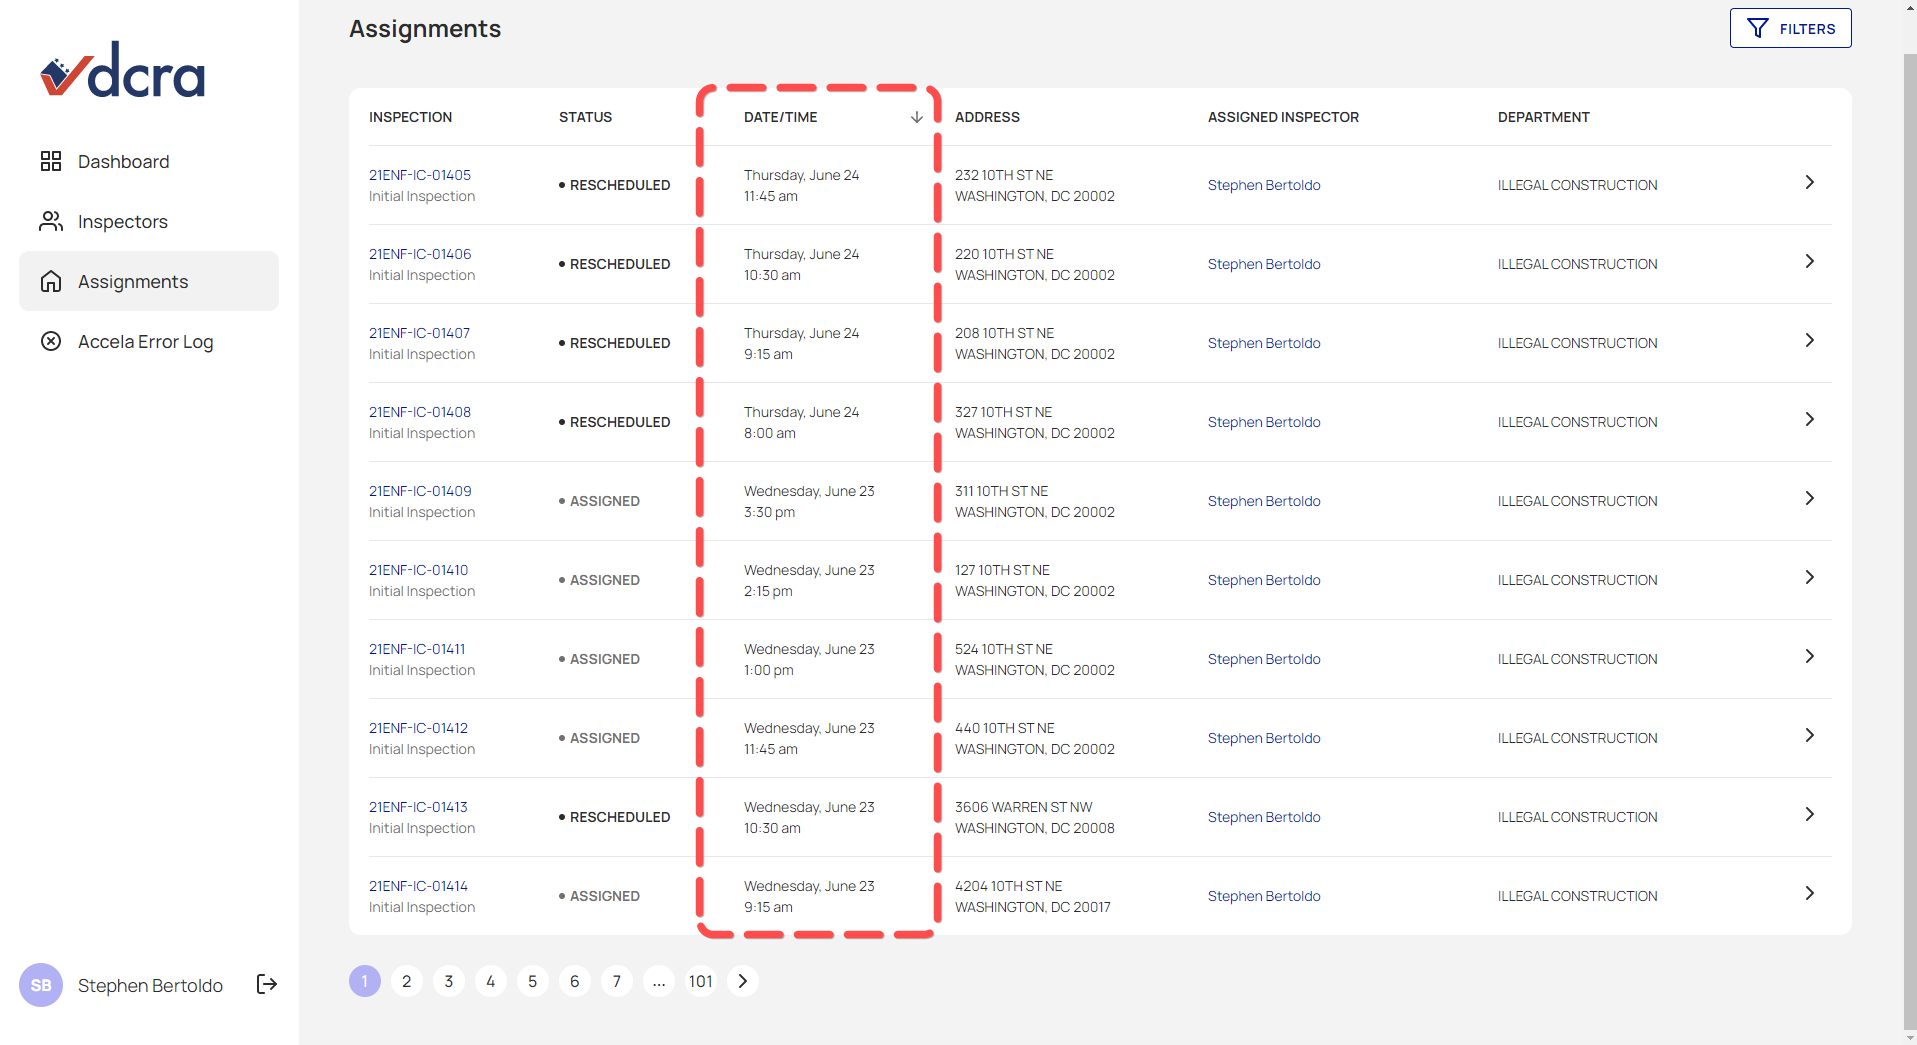 dcra
Dashboard
Inspectors
Assignments
Accela Error Log
SB Stephen Bertoldo
Assignments
FILTERS
INSPECTION STATUS DATE/TIME ADDRESS ASSIGNED INSPECTOR DEPARTMENT
21ENF-IC-01405
Initial Inspection
• RESCHEDULED
Thursday, June 24
11:45 am
232 10TH ST NE
WASHINGTON, DC 20002
Stephen Bertoldo
ILLEGAL CONSTRUCTION
21ENF-IC-01406
Initial Inspection
• RESCHEDULED
Thursday, June 24
10:30 am
220 10TH ST NE
WASHINGTON, DC 20002
Stephen Bertoldo
ILLEGAL CONSTRUCTION
21ENF-IC-01407
Initial Inspection
• RESCHEDULED
Thursday, June 24
9:15 am
208 10TH ST NE
WASHINGTON, DC 20002
Stephen Bertoldo
ILLEGAL CONSTRUCTION
21ENF-IC-01408
Initial Inspection
• RESCHEDULED
Thursday, June 24
8:00 am
327 10TH ST NE
WASHINGTON, DC 20002
Stephen Bertoldo
ILLEGAL CONSTRUCTION
21ENF-IC-01409
Initial Inspection
• ASSIGNED
Wednesday, June 23
3:30 pm
311 10TH ST NE
WASHINGTON, DC 20002
Stephen Bertoldo
ILLEGAL CONSTRUCTION
21ENF-IC-01410
Initial Inspection
• ASSIGNED
Wednesday, June 23
2:15 pm
127 10TH ST NE
WASHINGTON, DC 20002
Stephen Bertoldo
ILLEGAL CONSTRUCTION
21ENF-IC-01411
Initial Inspection
• ASSIGNED
Wednesday, June 23
1:00 pm
524 10TH ST NE
WASHINGTON, DC 20002
Stephen Bertoldo
ILLEGAL CONSTRUCTION
21ENF-IC-01412
Initial Inspection
• ASSIGNED
Wednesday, June 23
11:45 am
440 10TH ST NE
WASHINGTON, DC 20002
Stephen Bertoldo
ILLEGAL CONSTRUCTION
21ENF-IC-01413
Initial Inspection
• RESCHEDULED
Wednesday, June 23
10:30 am
3606 WARREN ST NW
WASHINGTON, DC 20008
Stephen Bertoldo
ILLEGAL CONSTRUCTION
21ENF-IC-01414
Initial Inspection
• ASSIGNED
Wednesday, June 23
9:15 am
4204 10TH ST NE
WASHINGTON, DC 20017
Stephen Bertoldo
ILLEGAL CONSTRUCTION
1 2 3 4 5 6 7 ... 101